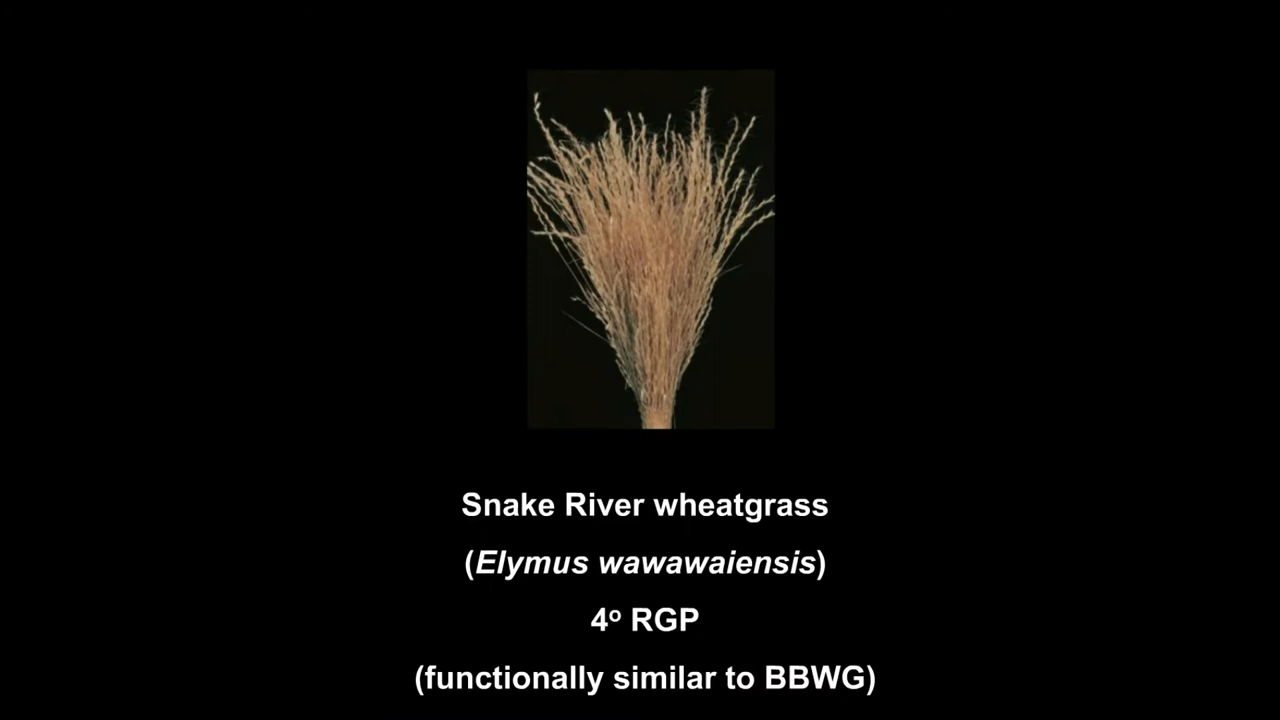 Snake River wheatgrass
(Elymus wawawaiensis)
4º RGP
(functionally similar to BBWG)